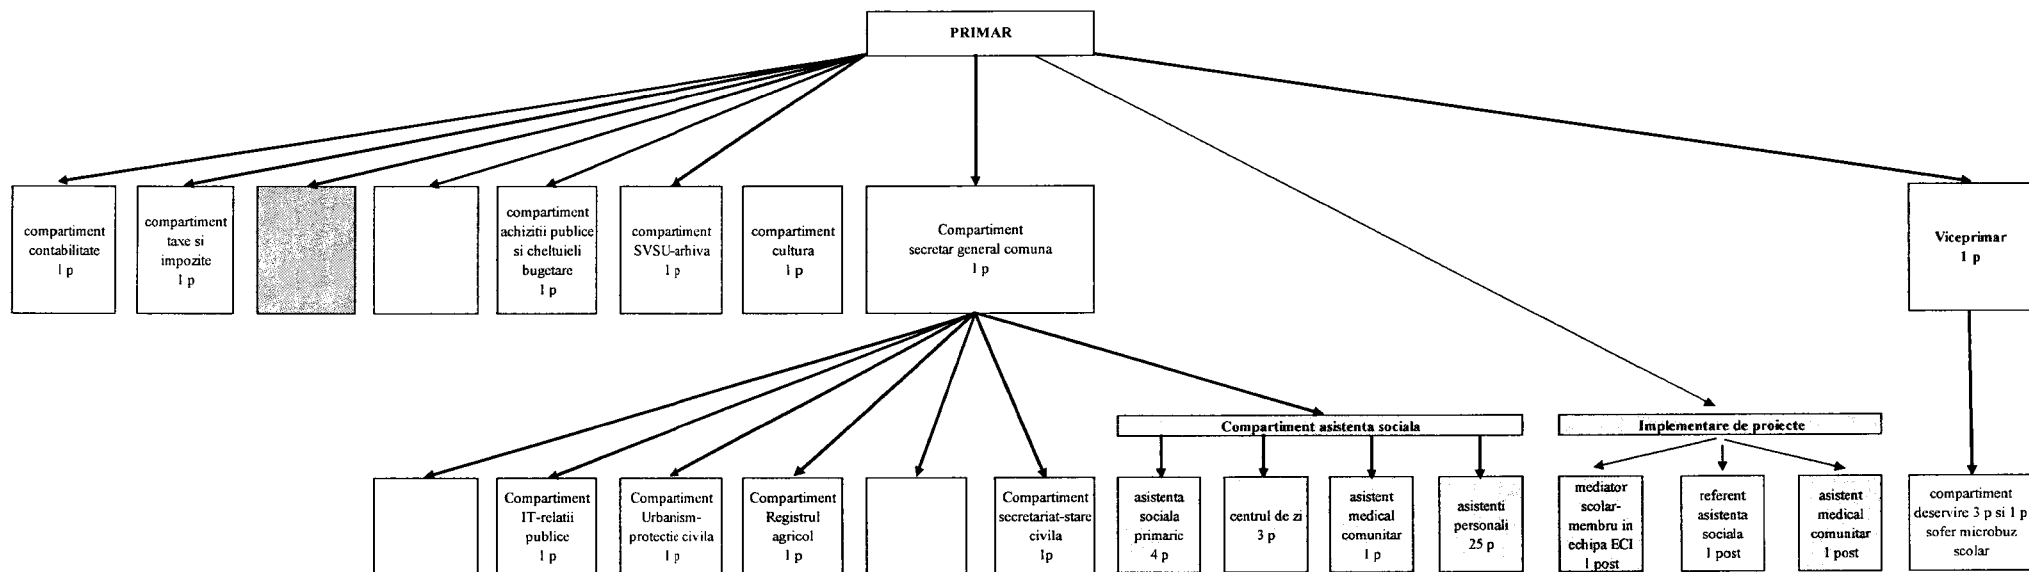 PRIMAR
compartiment
contabilitate
1 p
compartiment
taxe si
impozite
1 p
compartiment
achizitii publice
si cheltuieli
bugetare
1 p
compartiment
SVSU-arhiva
1 p
compartiment
cultura
1 p
Compartiment
secretar general comuna
1 p
Viceprimar
1 p
Compartiment asistenta sociala
Implementare de proiecte
Compartiment
IT-relatii
publice
1 p
Compartiment
Urbanism-
protectie civila
1 p
Compartiment
Registrul
agricol
1 p
Compartiment
secretariat-stare
civila
1p
asistenta
sociala
primarie
4 p
centrul de zi
3 p
asistent
medical
comunitar
1 p
asistenti
personali
25 p
mediator
scolar-
membru in
echipa ECI
1 post
referent
asistenta
sociala
1 post
asistent
medical
comunitar
1 post
compartiment
deservire 3 p si 1 p
sofer microbuz
scolar